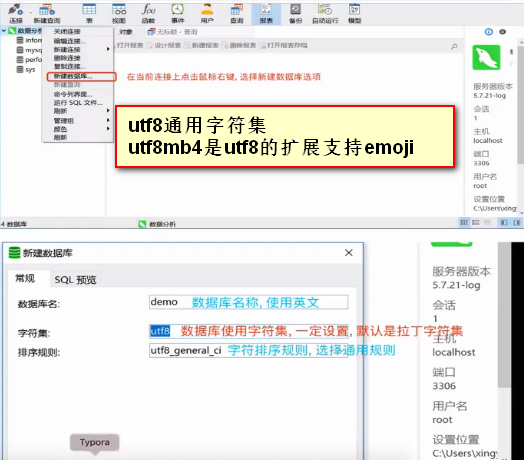 连接 新建查询 表 视图 函数 事件 用户 查询 报表 备份 自动运行 模型
数据分析
infor
mysq
perfo
sys
关闭连接
编辑连接...
新建连接
删除连接
复制连接...
新建数据库...
新建查询
命令列界面...
运行 SQL 文件...
刷新
管理组
颜色
刷新
对象 无标题 - 查询
打开报表 设计报表 新建报表 删除报表 打开报表存档
在当前连接上点击鼠标右键, 选择新建数据库选项
utf8通用字符集
utf8mb4是utf8的扩展支持emoji
服务器版本
5.7.21-log
会话
1
主机
localhost
端口
3306
用户名
root
设置位置
C:\Users\xing
4 数据库 数据分析
新建数据库
常规 SQL 预览
数据库名: demo 数据库名称, 使用英文
字符集: utf8 数据库使用字符集, 一定设置, 默认是拉丁字符集
排序规则: utf8_general_ci 字符排序规则, 选择通用规则
Typora
服务器版本
5.7.21-log
会话
1
主机
localhost
端口
3306
用户名
root
设置位置